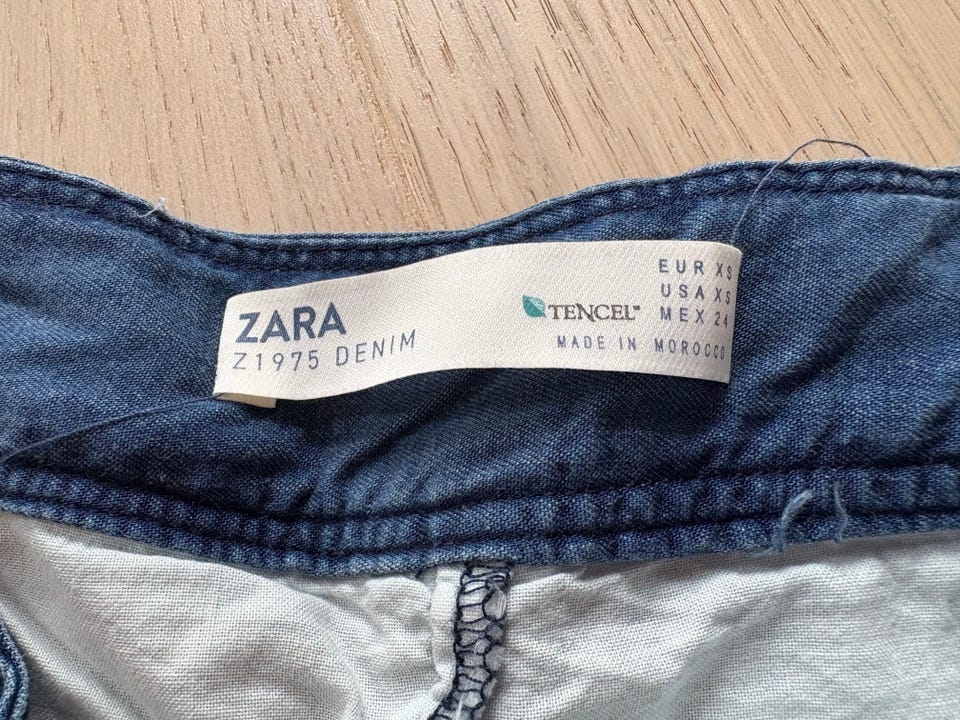 ZARA
Z1975 DENIM
TENCEL™
EUR XS
USA XS
MEX 24
MADE IN MOROCCO